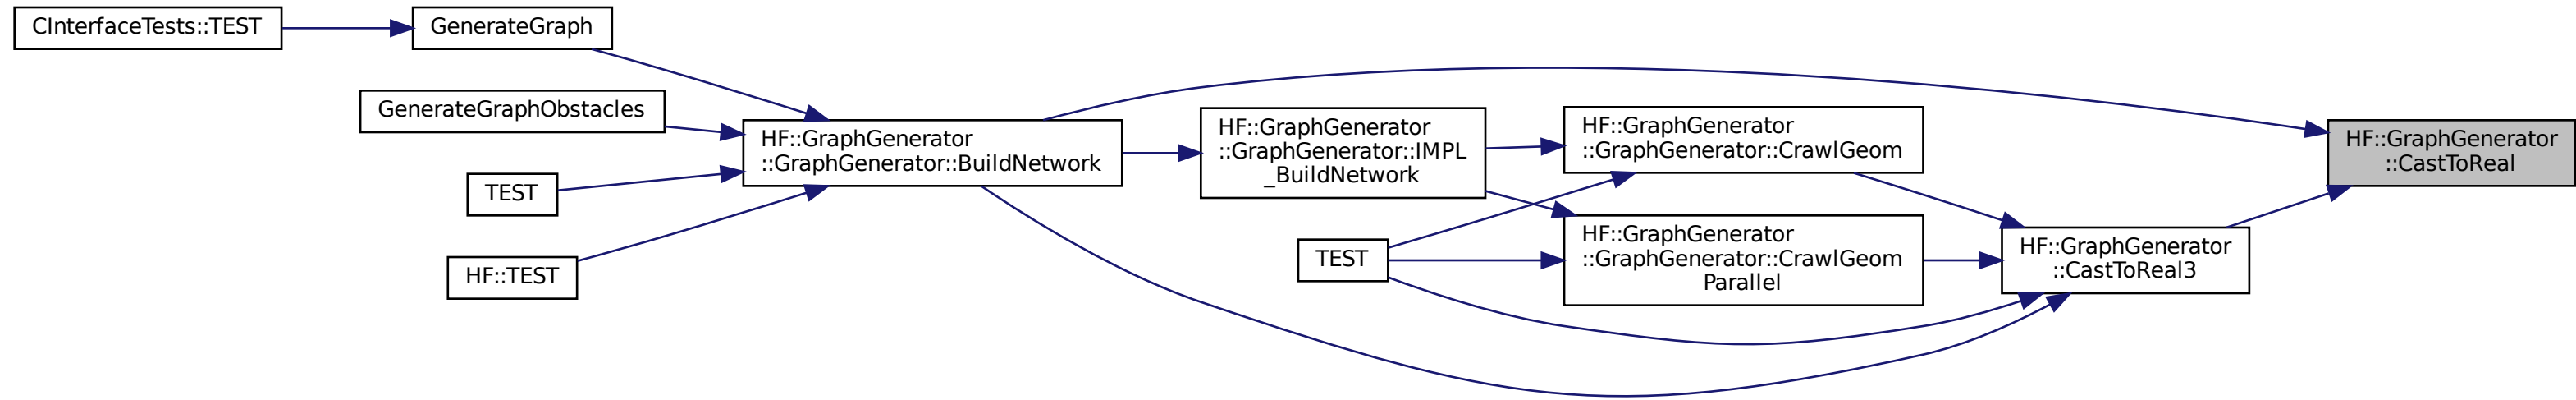 CInterfaceTests::TEST
GenerateGraph
GenerateGraphObstacles
TEST
HF::TEST
HF::GraphGenerator
::GraphGenerator::BuildNetwork
HF::GraphGenerator
::GraphGenerator::IMPL
_BuildNetwork
TEST
HF::GraphGenerator
::GraphGenerator::CrawlGeom
HF::GraphGenerator
::GraphGenerator::CrawlGeom
Parallel
HF::GraphGenerator
::CastToReal3
HF::GraphGenerator
::CastToReal